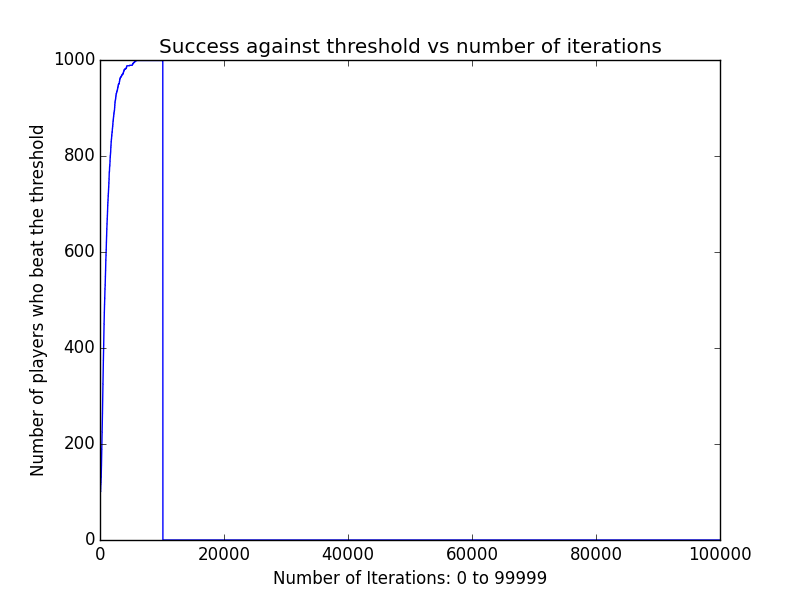 Success against threshold vs number of iterations
1000
800
600
400
200
0
Number of players who beat the threshold
0 20000 40000 60000 80000 100000
Number of Iterations: 0 to 99999